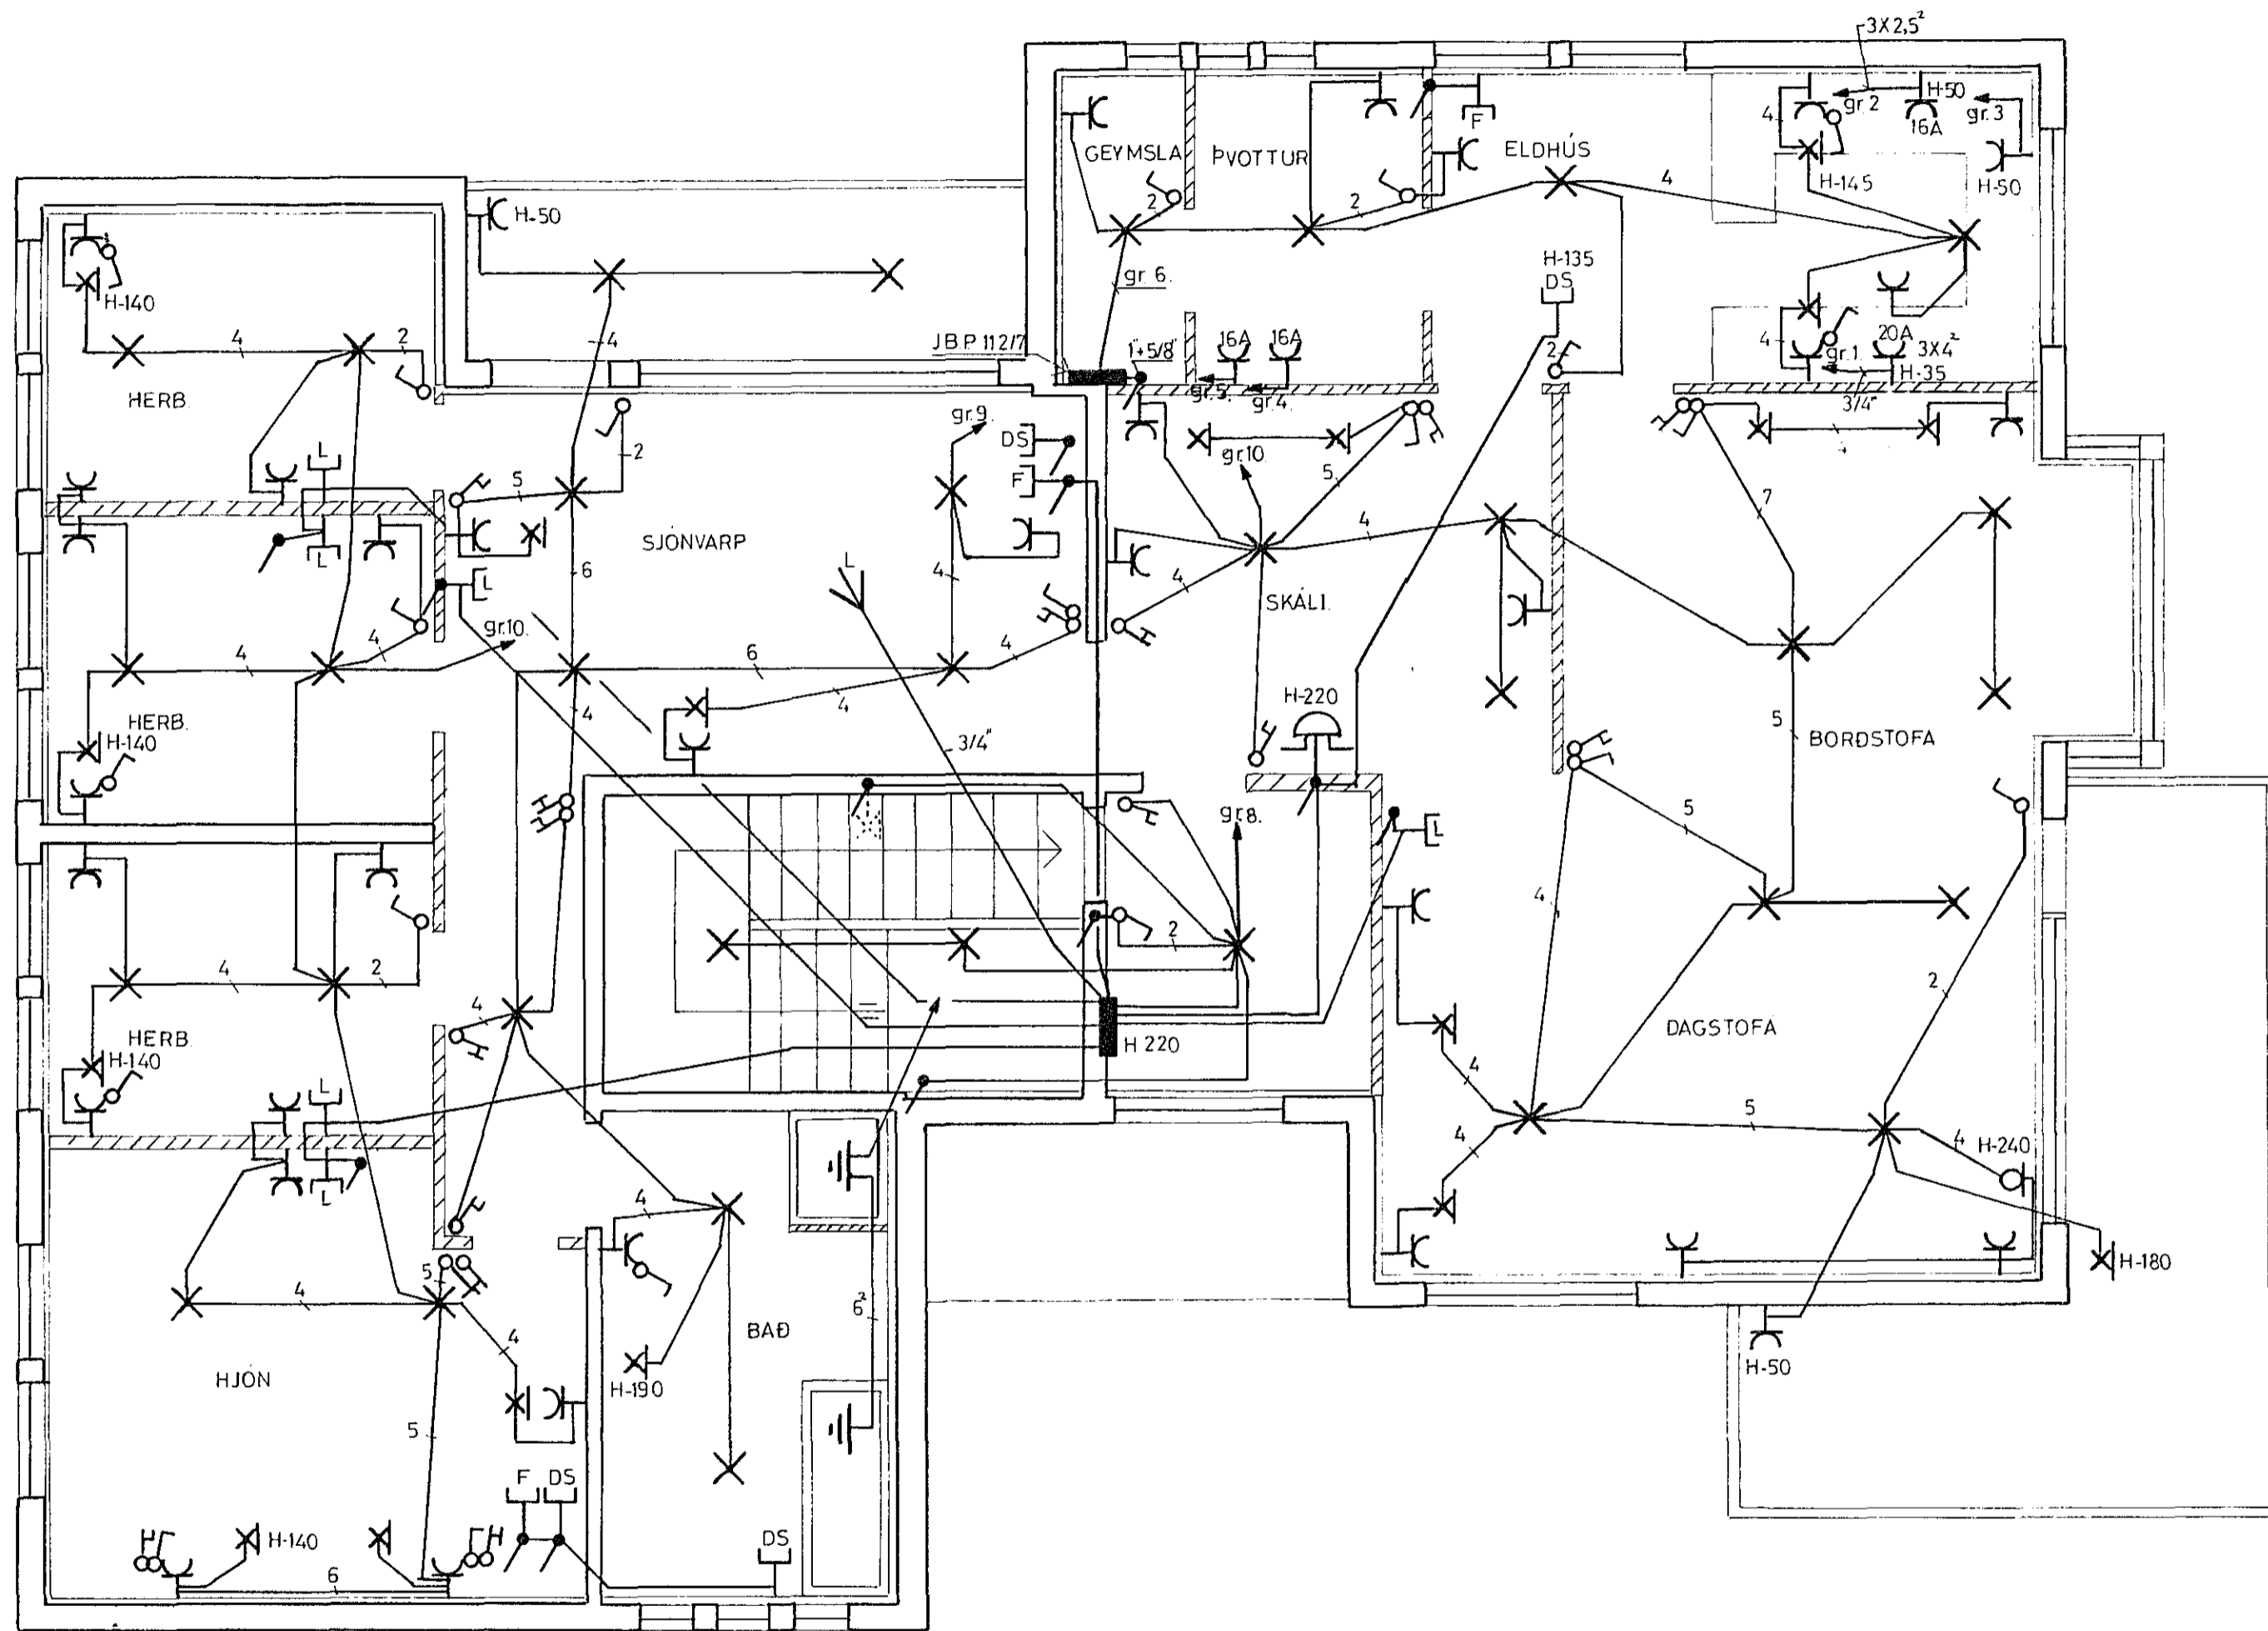 3X2,5²
H-50
gr.2
gr.3
4
16A
F
GEYMSLA
ÞVOTTUR
ELDHÚS
H-145
H-50
4
2
2
H-50
H-135
DS
gr.6.
H-140
4
2
4
JBP 112/7
1"+5/8"
16A
16A
2
20A
4
gr.1.
3X4²
H-35
3/4"
gr.5.
gr.4.
HERB.
gr.9.
DS
2
L
F
gr.10.
5
5
7
4
SJÓNVARP
L
6
L
4
4
4
SKÁLI.
L
gr.10.
4
4
6
4
4
4
HERB.
H-140
H-220
3/4"
5
BORÐSTOFA
gr.8.
5
L
4
2
4
2
2
4
DAGSTOFA
HERB.
H-140
H 220
4
L
5
4
4
H-240
L
4
H-180
5
4
4
6²
BAÐ
HJÓN
H-190
H-50
5
F
DS
DS
H-140
6